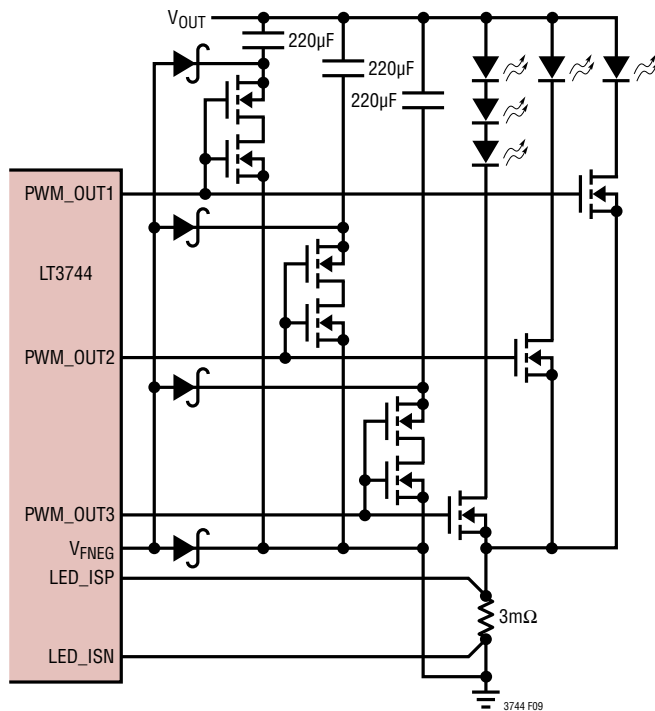 VOUT
220µF
220µF
220µF
PWM_OUT1
LT3744
PWM_OUT2
PWM_OUT3
VFNEG
LED_ISP
3mΩ
LED_ISN
3744 F09